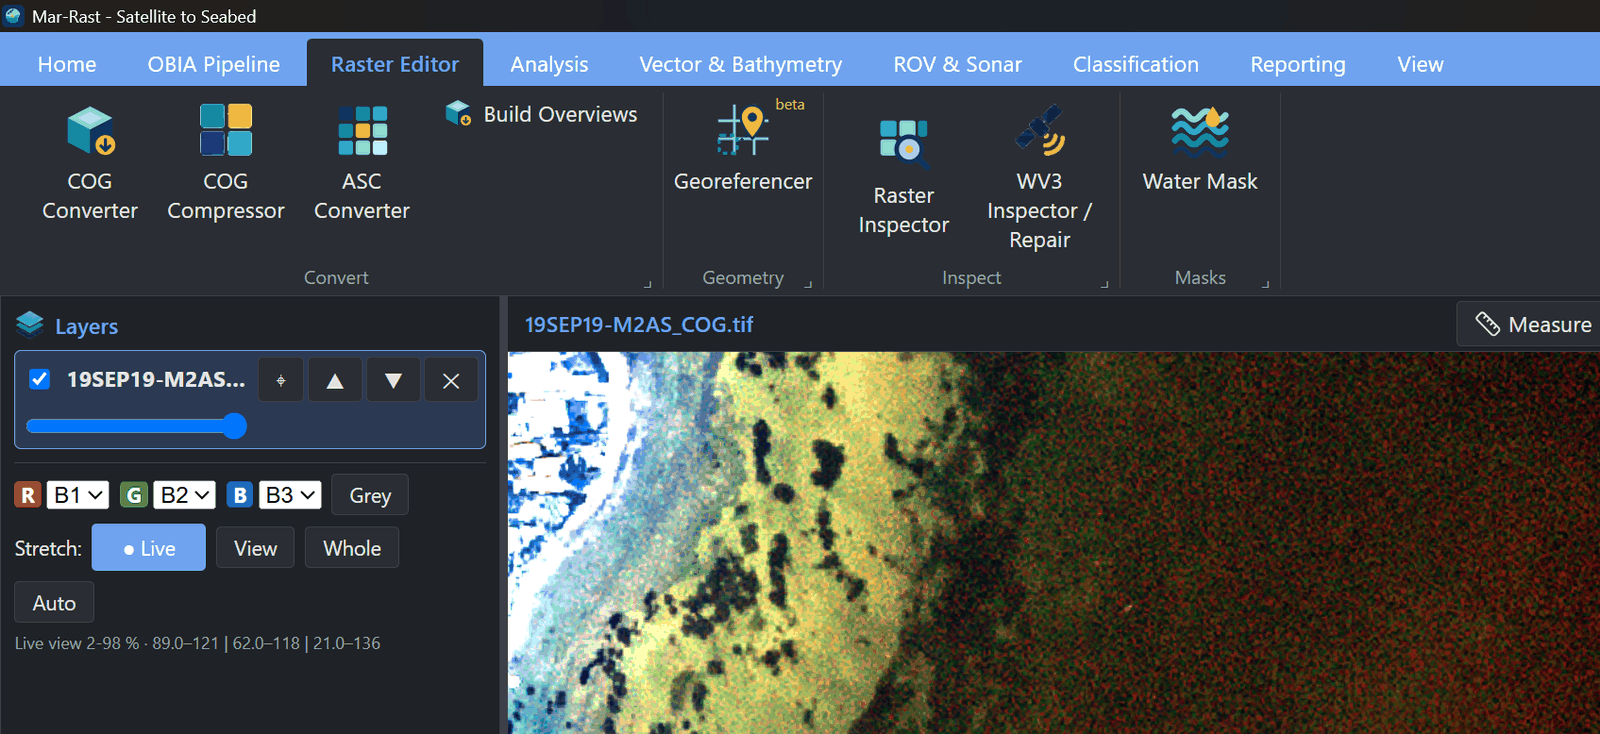 Mar-Rast - Satellite to Seabed
Home OBIA Pipeline Raster Editor Analysis Vector & Bathymetry ROV & Sonar Classification Reporting View
COG Converter
COG Compressor
ASC Converter
Build Overviews
Convert
beta
Georeferencer
Geometry
Raster Inspector
WV3 Inspector / Repair
Inspect
Water Mask
Masks
Layers
19SEP19-M2AS...
R B1 G B2 B B3 Grey
Stretch: Live View Whole
Auto
Live view 2-98 % · 89.0–121 | 62.0–118 | 21.0–136
19SEP19-M2AS_COG.tif
Measure